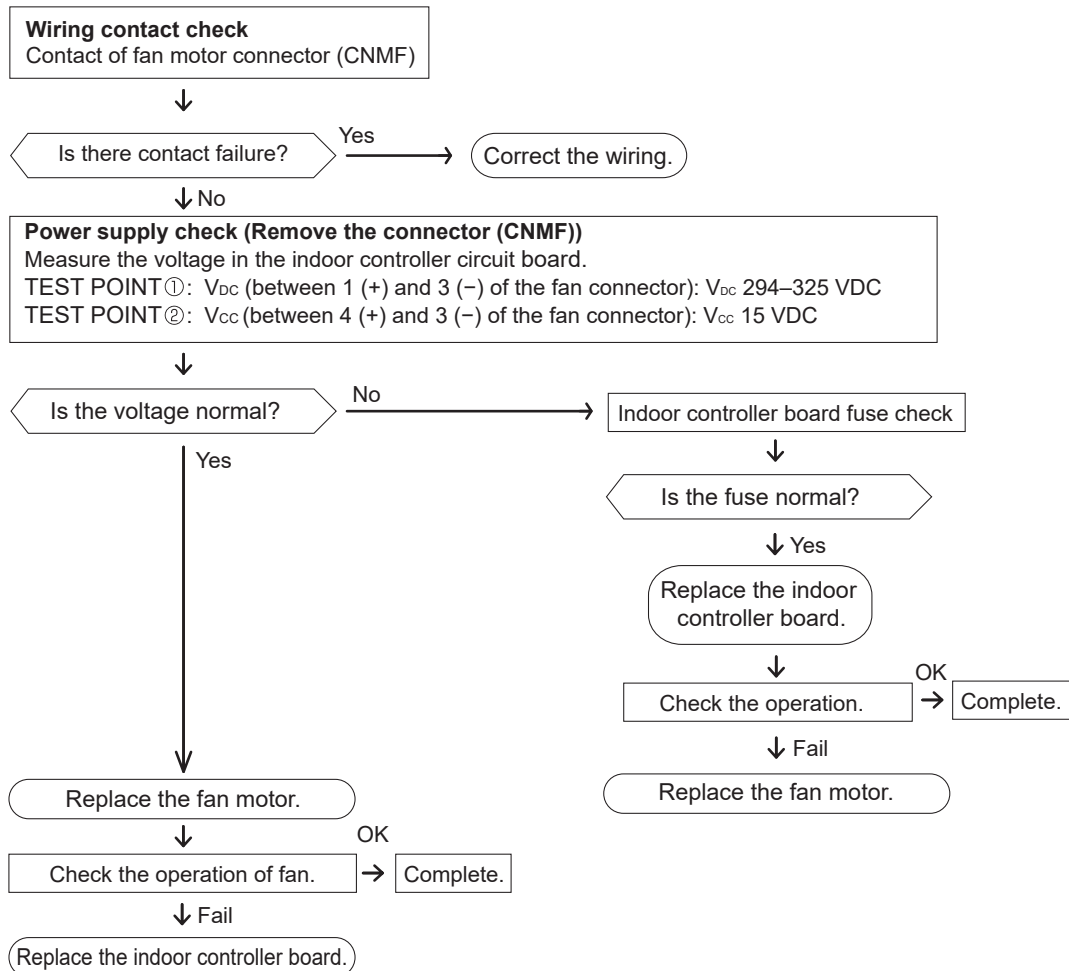 Wiring contact check
Contact of fan motor connector (CNMF)
Is there contact failure?
Yes
Correct the wiring.
No
Power supply check (Remove the connector (CNMF))
Measure the voltage in the indoor controller circuit board.
TEST POINT①: VDC (between 1 (+) and 3 (−) of the fan connector): VDC 294–325 VDC
TEST POINT②: VCC (between 4 (+) and 3 (−) of the fan connector): VCC 15 VDC
Is the voltage normal?
No
Indoor controller board fuse check
Yes
Is the fuse normal?
Yes
Replace the indoor
controller board.
Check the operation.
OK
Complete.
Fail
Replace the fan motor.
Replace the fan motor.
Check the operation of fan.
OK
Complete.
Fail
Replace the indoor controller board.